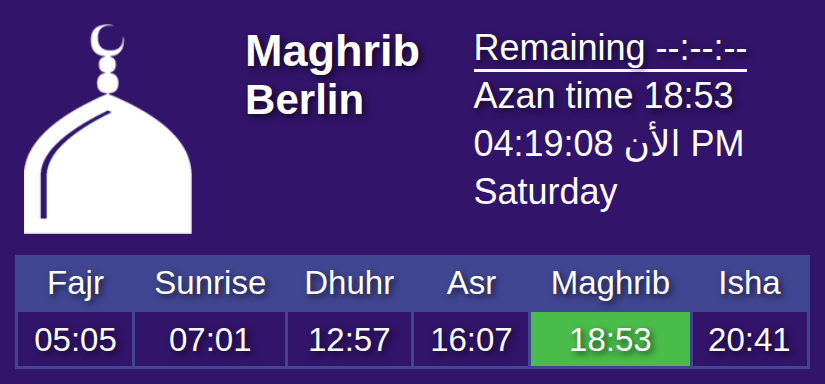 Maghrib
Berlin
Remaining --:--:--
Azan time 18:53
04:19:08 الأن PM
Saturday
Fajr Sunrise Dhuhr Asr Maghrib Isha
05:05 07:01 12:57 16:07 18:53 20:41